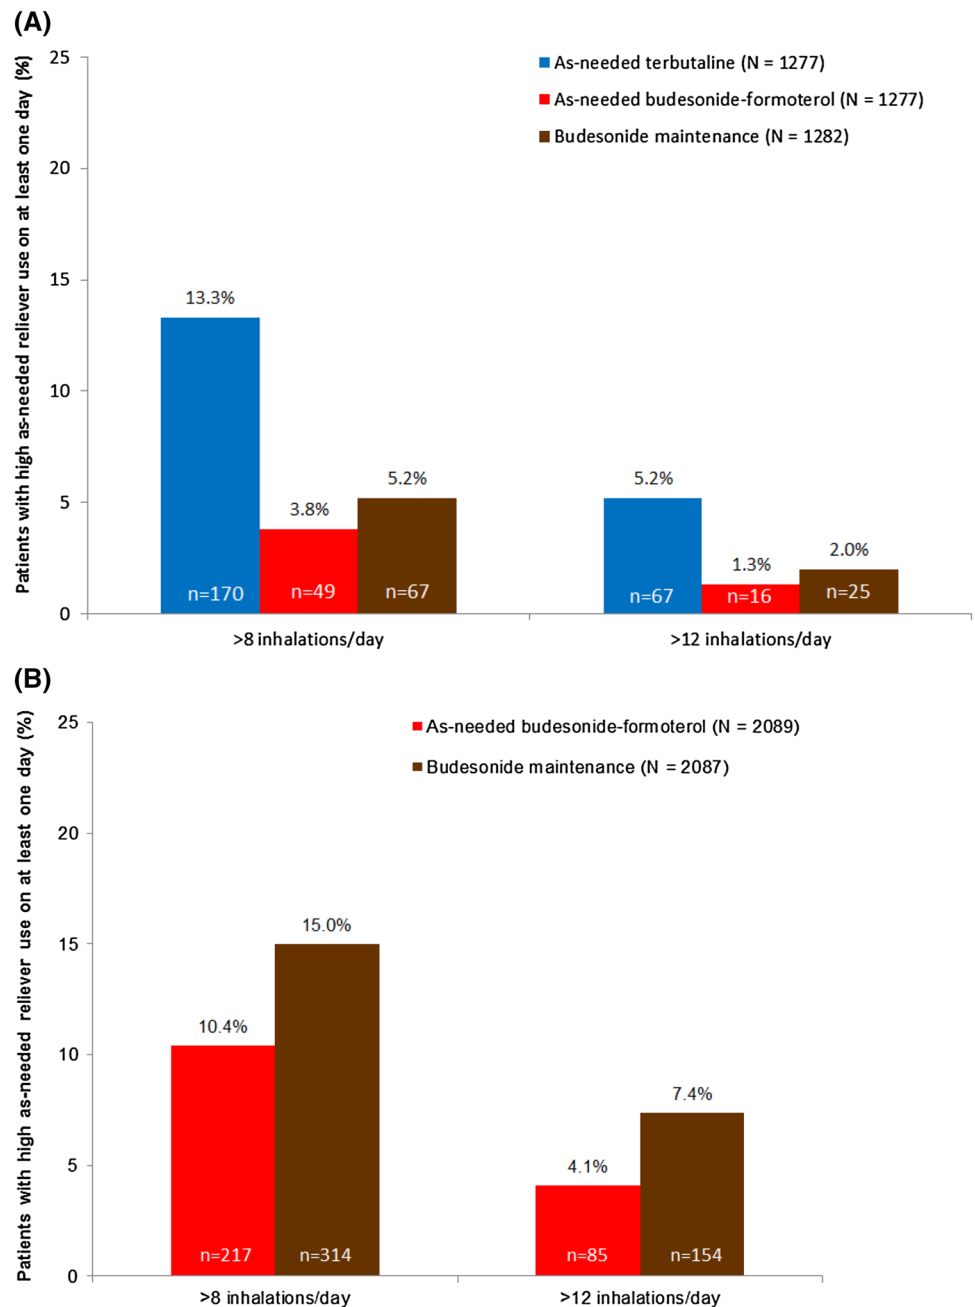 (A)
Patients with high as-needed reliever use on at least one day (%)
25
20
15
10
5
0
As-needed terbutaline (N = 1277)
As-needed budesonide-formoterol (N = 1277)
Budesonide maintenance (N = 1282)
13.3%
3.8%
5.2%
5.2%
1.3%
2.0%
n=170
n=49
n=67
n=67
n=16
n=25
>8 inhalations/day
>12 inhalations/day
(B)
Patients with high as-needed reliever use on at least one day (%)
25
20
15
10
5
0
As-needed budesonide-formoterol (N = 2089)
Budesonide maintenance (N = 2087)
10.4%
15.0%
4.1%
7.4%
n=217
n=314
n=85
n=154
>8 inhalations/day
>12 inhalations/day